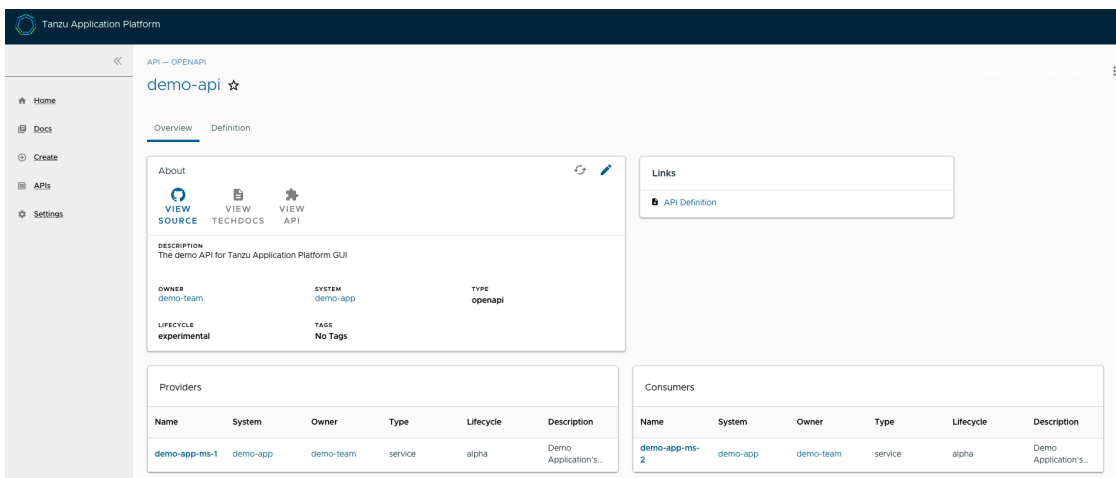 Tanzu Application Platform
Home
Docs
Create
APIs
Settings
API — OPENAPI
demo-api
Overview Definition
About
VIEW SOURCE
VIEW TECHDOCS
VIEW API
DESCRIPTION
The demo API for Tanzu Application Platform GUI
OWNER
demo-team
SYSTEM
demo-app
TYPE
openapi
LIFECYCLE
experimental
TAGS
No Tags
Links
API Definition
Providers
Name System Owner Type Lifecycle Description
demo-app-ms-1 demo-app demo-team service alpha Demo Application's...
Consumers
Name System Owner Type Lifecycle Description
demo-app-ms-2 demo-app demo-team service alpha Demo Application's...